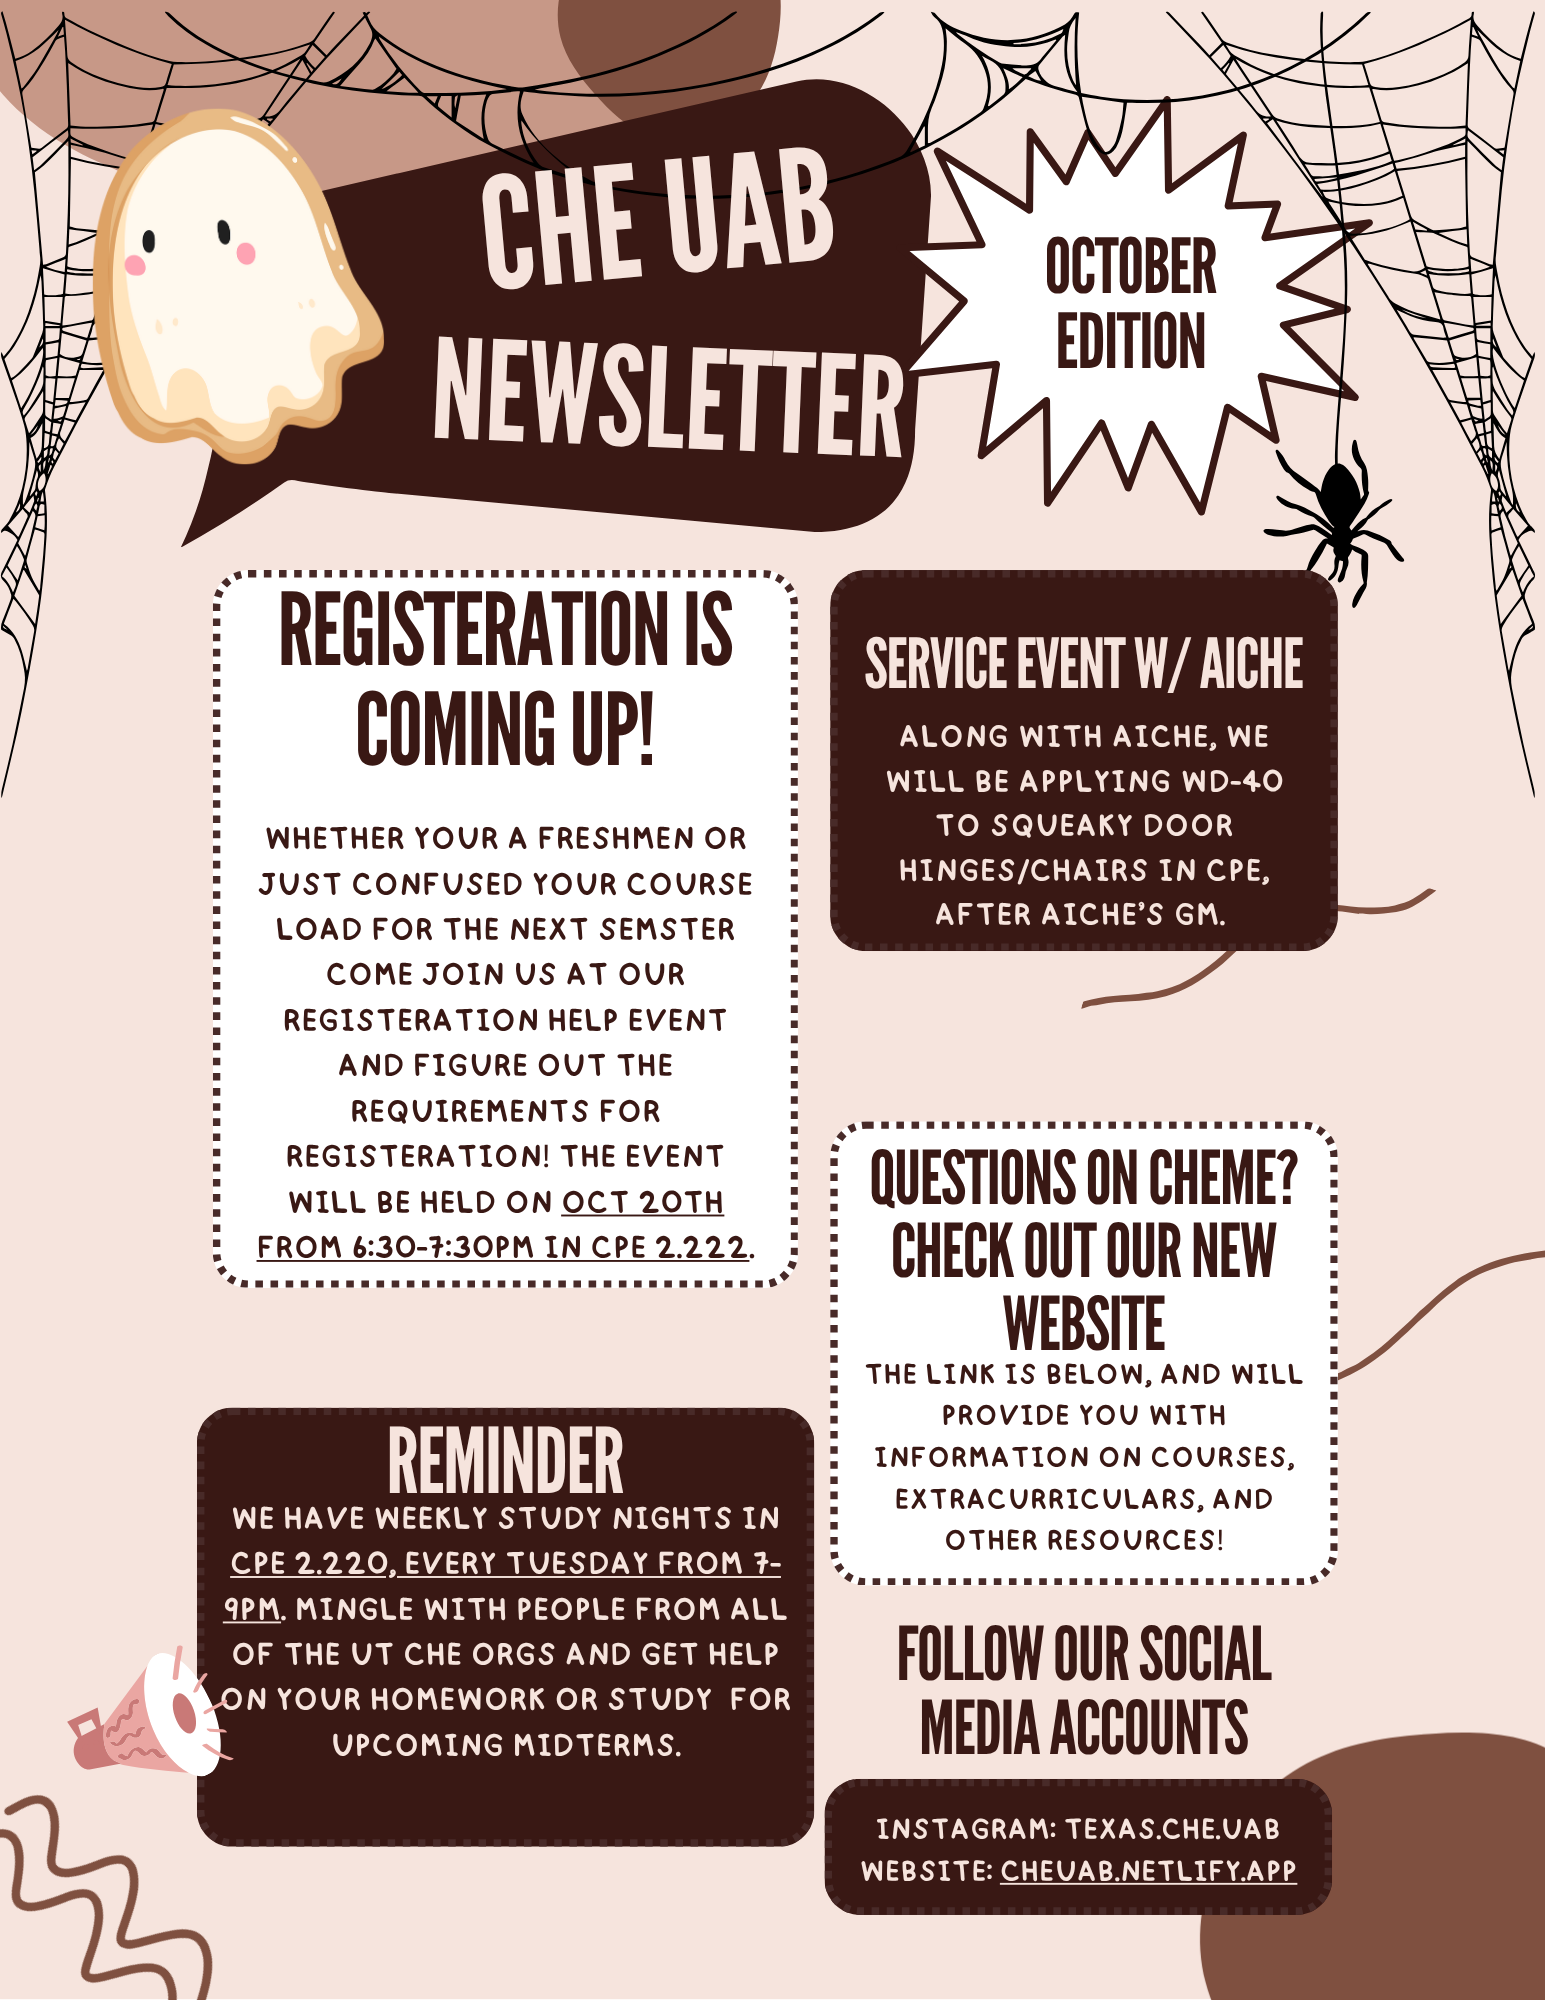 CHE UAB
NEWSLETTER
OCTOBER
EDITION
REGISTERATION IS
COMING UP!
WHETHER YOUR A FRESHMEN OR
JUST CONFUSED YOUR COURSE
LOAD FOR THE NEXT SEMSTER
COME JOIN US AT OUR
REGISTERATION HELP EVENT
AND FIGURE OUT THE
REQUIREMENTS FOR
REGISTERATION! THE EVENT
WILL BE HELD ON OCT 20TH
FROM 6:30-7:30PM IN CPE 2.222.
SERVICE EVENT W/ AICHE
ALONG WITH AICHE, WE
WILL BE APPLYING WD-40
TO SQUEAKY DOOR
HINGES/CHAIRS IN CPE,
AFTER AICHE'S GM.
QUESTIONS ON CHEME?
CHECK OUT OUR NEW
WEBSITE
THE LINK IS BELOW, AND WILL
PROVIDE YOU WITH
INFORMATION ON COURSES,
EXTRACURRICULARS, AND
OTHER RESOURCES!
REMINDER
WE HAVE WEEKLY STUDY NIGHTS IN
CPE 2.220, EVERY TUESDAY FROM 7-
9PM. MINGLE WITH PEOPLE FROM ALL
OF THE UT CHE ORGS AND GET HELP
ON YOUR HOMEWORK OR STUDY FOR
UPCOMING MIDTERMS.
FOLLOW OUR SOCIAL
MEDIA ACCOUNTS
INSTAGRAM: TEXAS.CHE.UAB
WEBSITE: CHEUAB.NETLIFY.APP